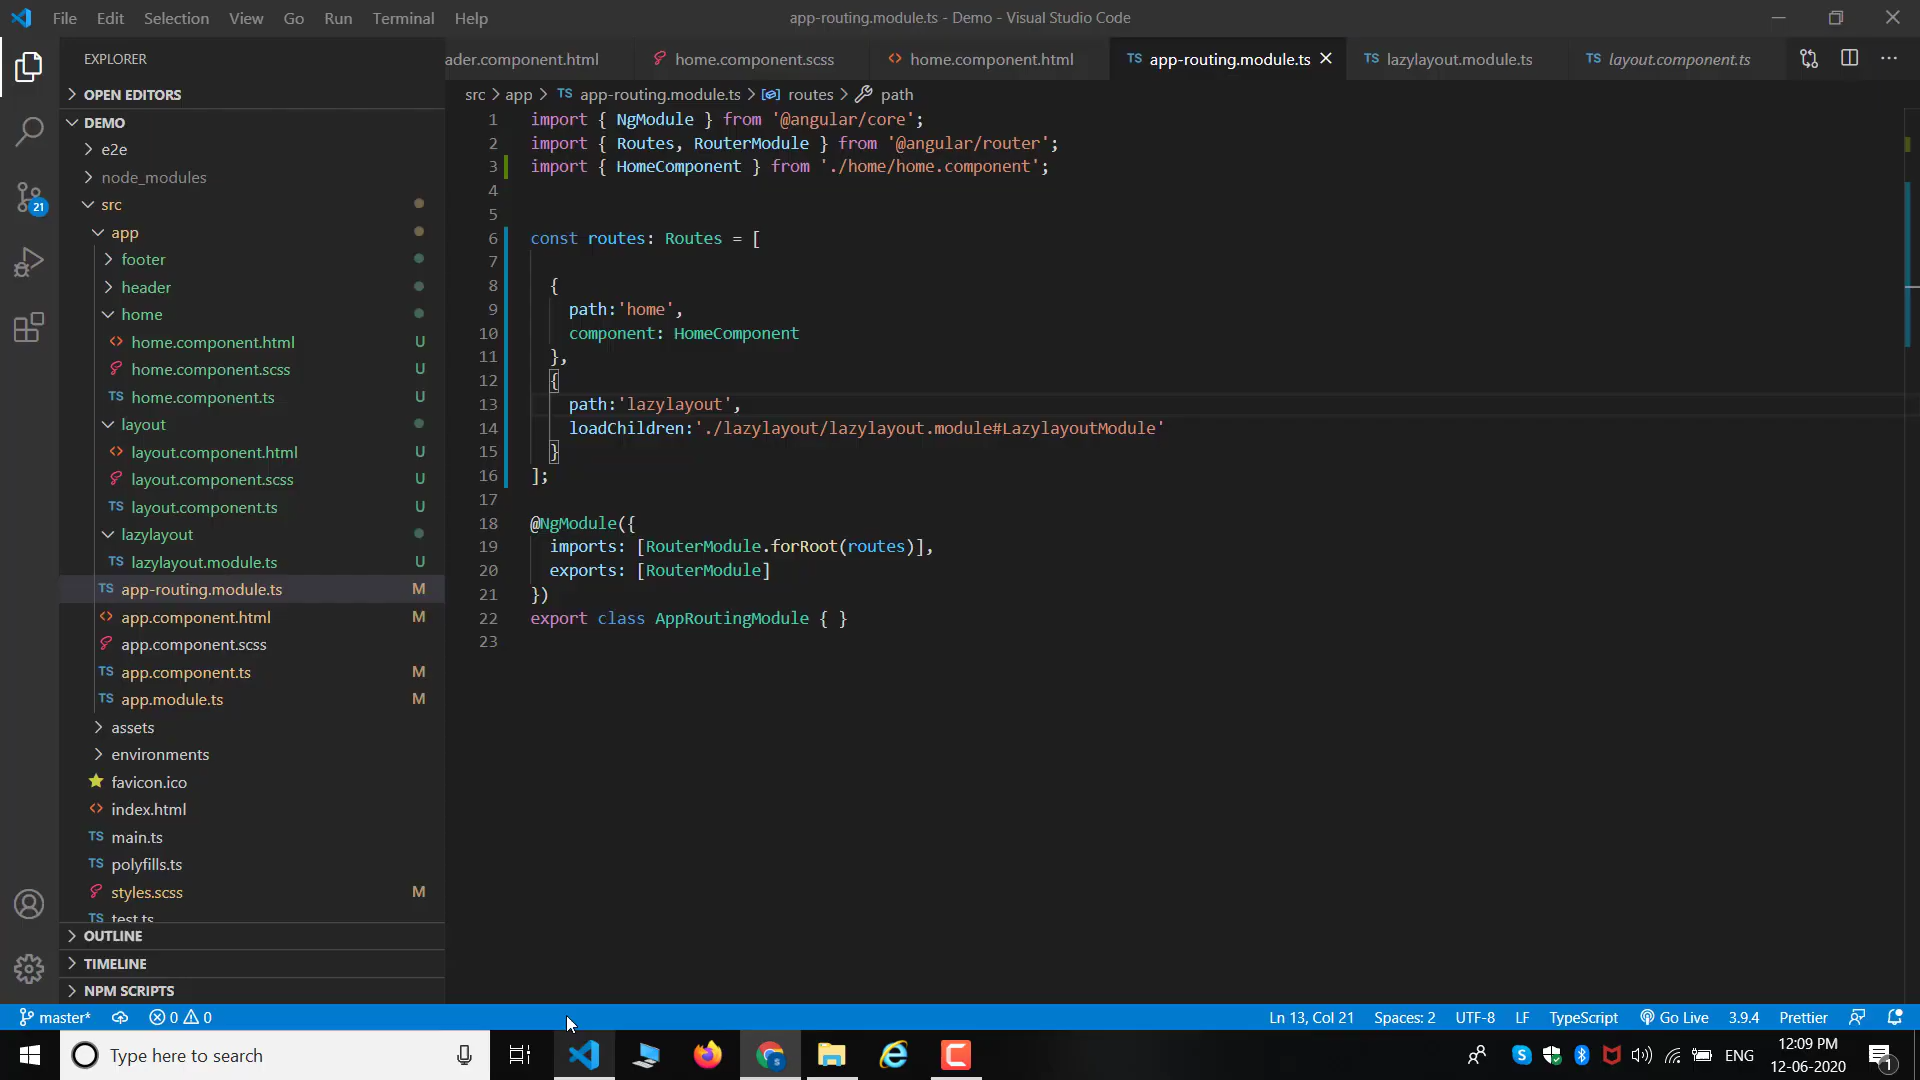 File Edit Selection View Go Run Terminal Help
app-routing.module.ts - Demo - Visual Studio Code
EXPLORER
OPEN EDITORS
DEMO
e2e
node_modules
src
app
footer
header
home
home.component.html U
home.component.scss U
home.component.ts U
layout
layout.component.html U
layout.component.scss U
layout.component.ts U
lazylayout
lazylayout.module.ts U
app-routing.module.ts M
app.component.html M
app.component.scss
app.component.ts M
app.module.ts M
assets
environments
favicon.ico
index.html
main.ts
polyfills.ts
styles.scss M
test.ts
OUTLINE
TIMELINE
NPM SCRIPTS
21
ader.component.html home.component.scss home.component.html TS app-routing.module.ts TS lazylayout.module.ts TS layout.component.ts
src > app > TS app-routing.module.ts > routes > path
1 import { NgModule } from '@angular/core';
2 import { Routes, RouterModule } from '@angular/router';
3 import { HomeComponent } from './home/home.component';
4
5
6 const routes: Routes = [
7
8 {
9 path:'home',
10 component: HomeComponent
11 },
12 {
13 path:'lazylayout',
14 loadChildren:'./lazylayout/lazylayout.module#LazylayoutModule'
15 }
16 ];
17
18 @NgModule({
19 imports: [RouterModule.forRoot(routes)],
20 exports: [RouterModule]
21 })
22 export class AppRoutingModule { }
23
master* 0 0 Ln 13, Col 21 Spaces: 2 UTF-8 LF TypeScript Go Live 3.9.4 Prettier
Type here to search
ENG
12:09 PM
12-06-2020
1